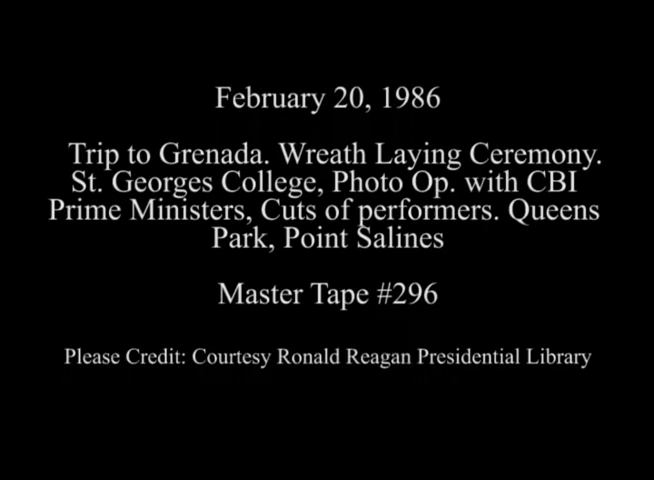 February 20, 1986
Trip to Grenada. Wreath Laying Ceremony.
St. Georges College, Photo Op. with CBI
Prime Ministers, Cuts of performers. Queens
Park, Point Salines
Master Tape #296
Please Credit: Courtesy Ronald Reagan Presidential Library